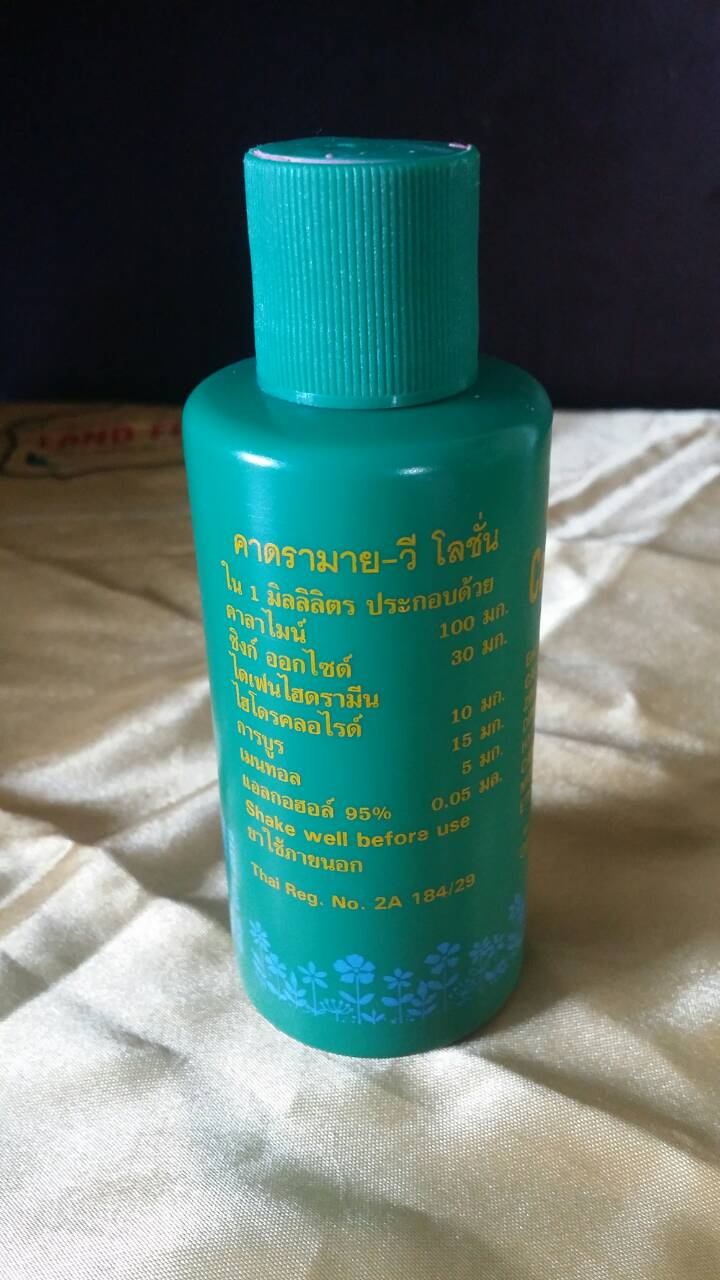 คาดรามาย-วี โลชั่น
ใน 1 มิลลิลิตร ประกอบด้วย
คาลาไมน์ 100 มก.
ซิงก์ ออกไซด์ 30 มก.
ไดเฟนไฮดรามีน
ไฮโดรคลอไรด์ 10 มก.
การบูร 15 มก.
เมนทอล 5 มก.
แอลกอฮอล์ 95% 0.05 มล.
Shake well before use
ยาใช้ภายนอก
Thai Reg. No. 2A 184/29
LAND